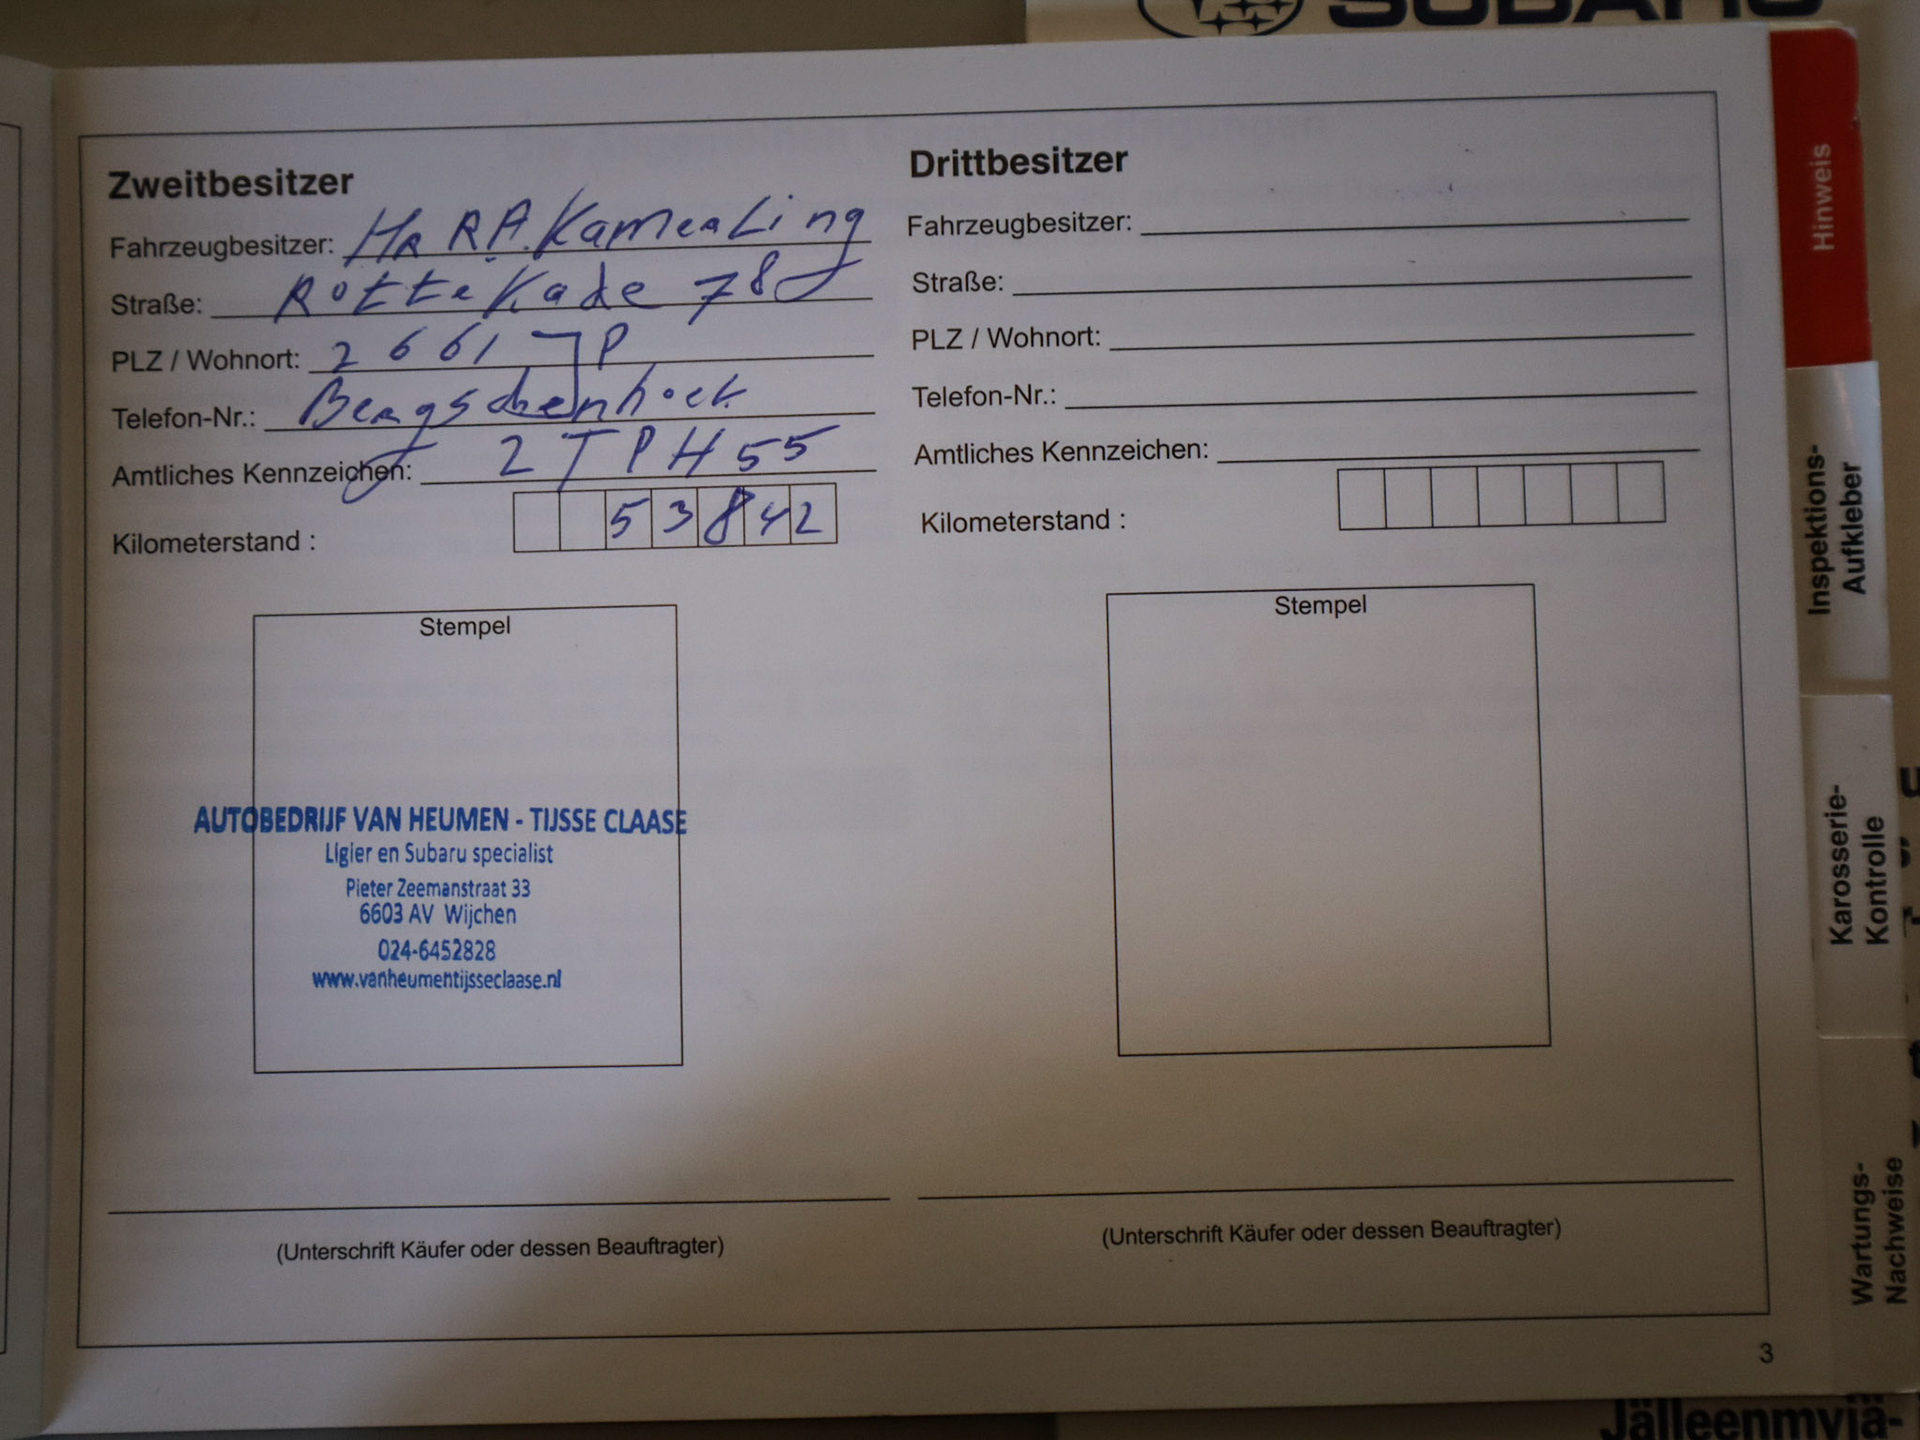 SUBARU
Zweitbesitzer
Fahrzeugbesitzer: HR RA. Kamerling
Straße: Rottekade 78
PLZ / Wohnort: 2661 JP
Telefon-Nr.: Bergschenhoek
Amtliches Kennzeichen: 2TPH55
Kilometerstand : 53842
Stempel
AUTOBEDRIJF VAN HEUMEN - TIJSSE CLAASE
Ligier en Subaru specialist
Pieter Zeemanstraat 33
6603 AV Wijchen
024-6452828
www.vanheumentijsseclaase.nl
(Unterschrift Käufer oder dessen Beauftragter)
Drittbesitzer
Fahrzeugbesitzer:
Straße:
PLZ / Wohnort:
Telefon-Nr.:
Amtliches Kennzeichen:
Kilometerstand :
Stempel
(Unterschrift Käufer oder dessen Beauftragter)
3
Hinweis
Inspektions-
Aufkleber
Karosserie-
Kontrolle
Wartungs-
Nachweise
Jälleenmyjä-